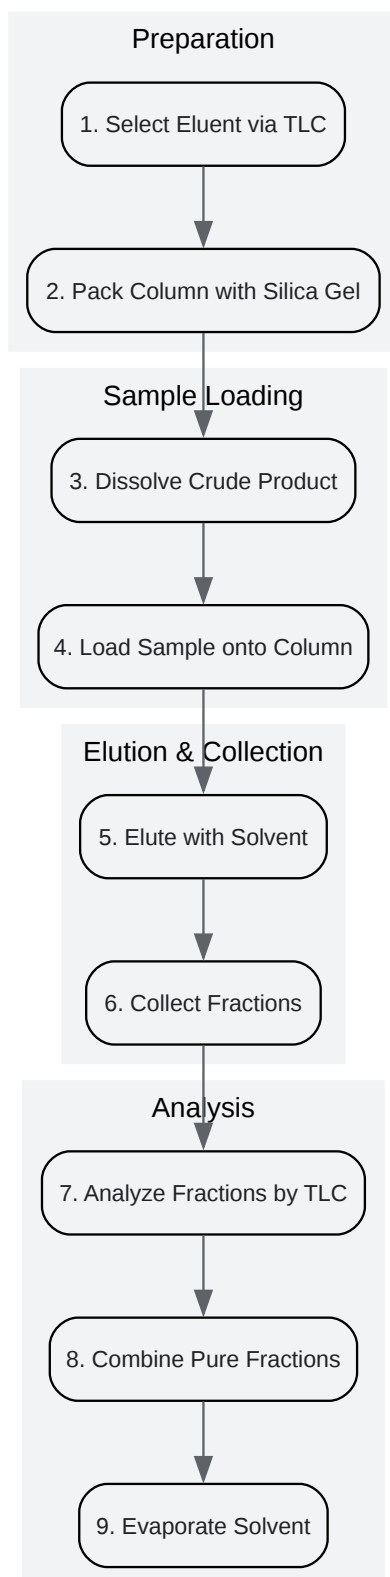 Preparation
1. Select Eluent via TLC
2. Pack Column with Silica Gel
Sample Loading
3. Dissolve Crude Product
4. Load Sample onto Column
Elution & Collection
5. Elute with Solvent
6. Collect Fractions
Analysis
7. Analyze Fractions by TLC
8. Combine Pure Fractions
9. Evaporate Solvent